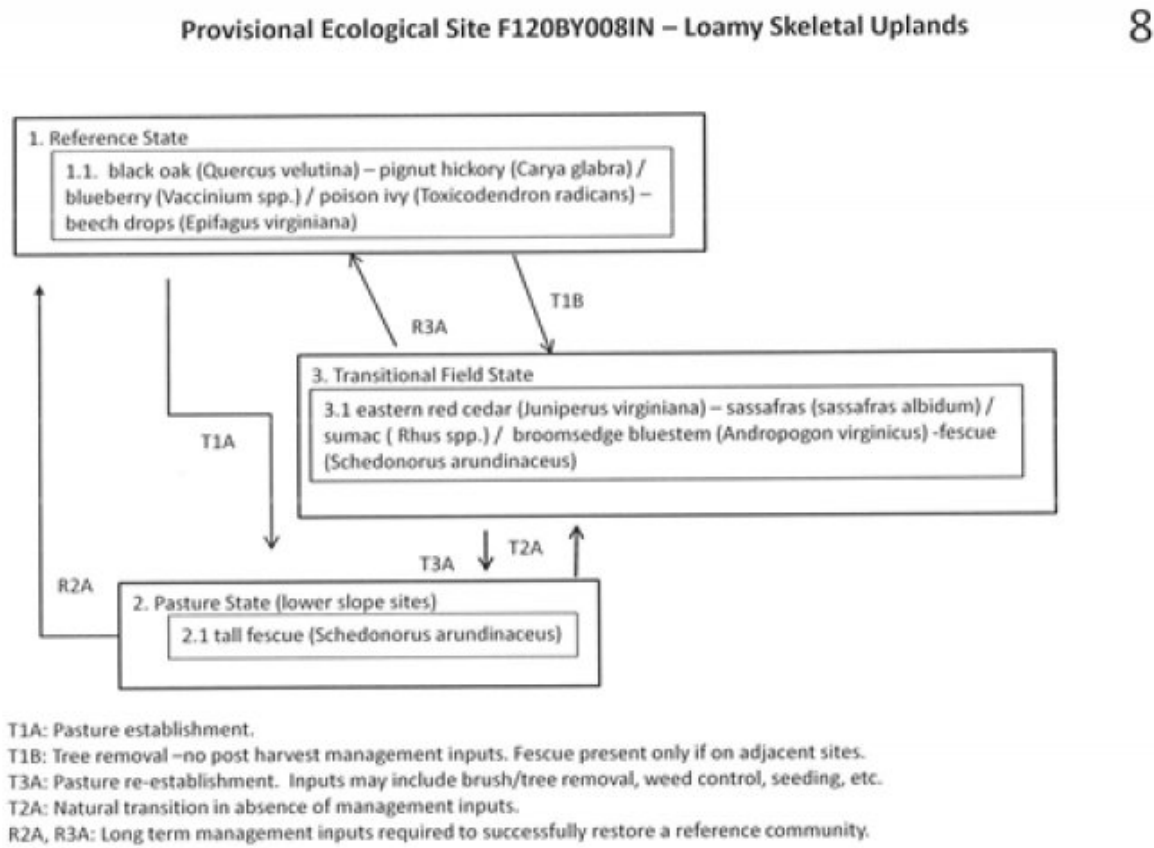 Provisional Ecological Site F120BY008IN – Loamy Skeletal Uplands
8
1. Reference State
1.1. black oak (Quercus velutina) – pignut hickory (Carya glabra) /
blueberry (Vaccinium spp.) / poison ivy (Toxicodendron radicans) –
beech drops (Epifagus virginiana)
T1B
R3A
3. Transitional Field State
3.1 eastern red cedar (Juniperus virginiana) – sassafras (sassafras albidum) /
sumac ( Rhus spp.) / broomsedge bluestem (Andropogon virginicus) -fescue
(Schedonorus arundinaceus)
T1A
T2A
T3A
R2A
2. Pasture State (lower slope sites)
2.1 tall fescue (Schedonorus arundinaceus)
T1A: Pasture establishment.
T1B: Tree removal –no post harvest management inputs. Fescue present only if on adjacent sites.
T3A: Pasture re-establishment. Inputs may include brush/tree removal, weed control, seeding, etc.
T2A: Natural transition in absence of management inputs.
R2A, R3A: Long term management inputs required to successfully restore a reference community.